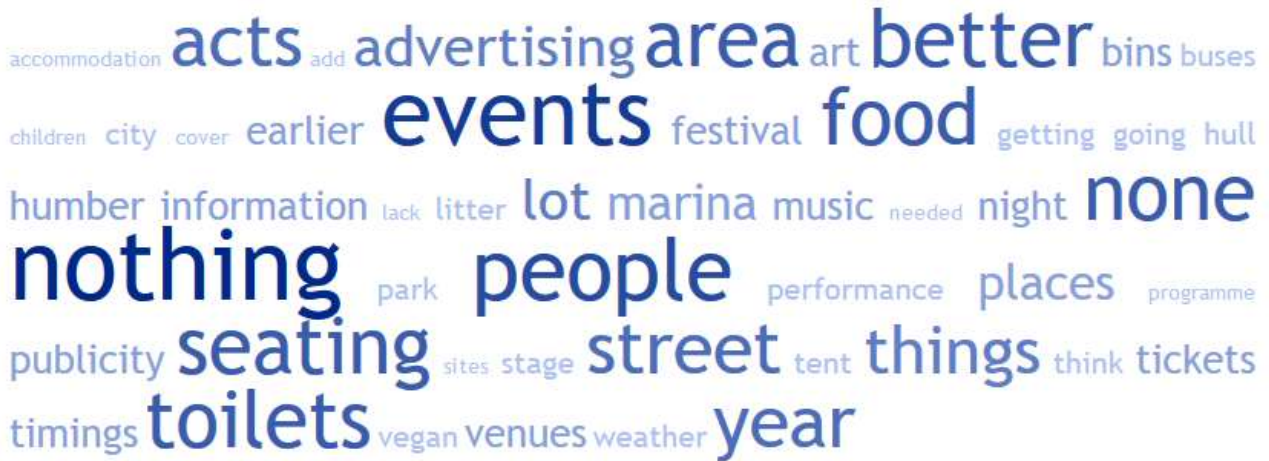 accommodation acts add advertising area art better bins buses
children city cover earlier events festival food getting going hull
humber information lack litter lot marina music needed night none
nothing people park performance places programme
publicity seating sites stage street tent things think tickets
timings toilets vegan venues weather year